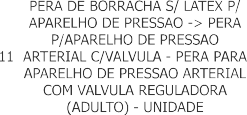 PERA DE BORRACHA S/ LATEX P/
APARELHO DE PRESSAO -> PERA
P/APARELHO DE PRESSAO
11 ARTERIAL C/VALVULA - PERA PARA
APARELHO DE PRESSAO ARTERIAL
COM VALVULA REGULADORA
(ADULTO) - UNIDADE